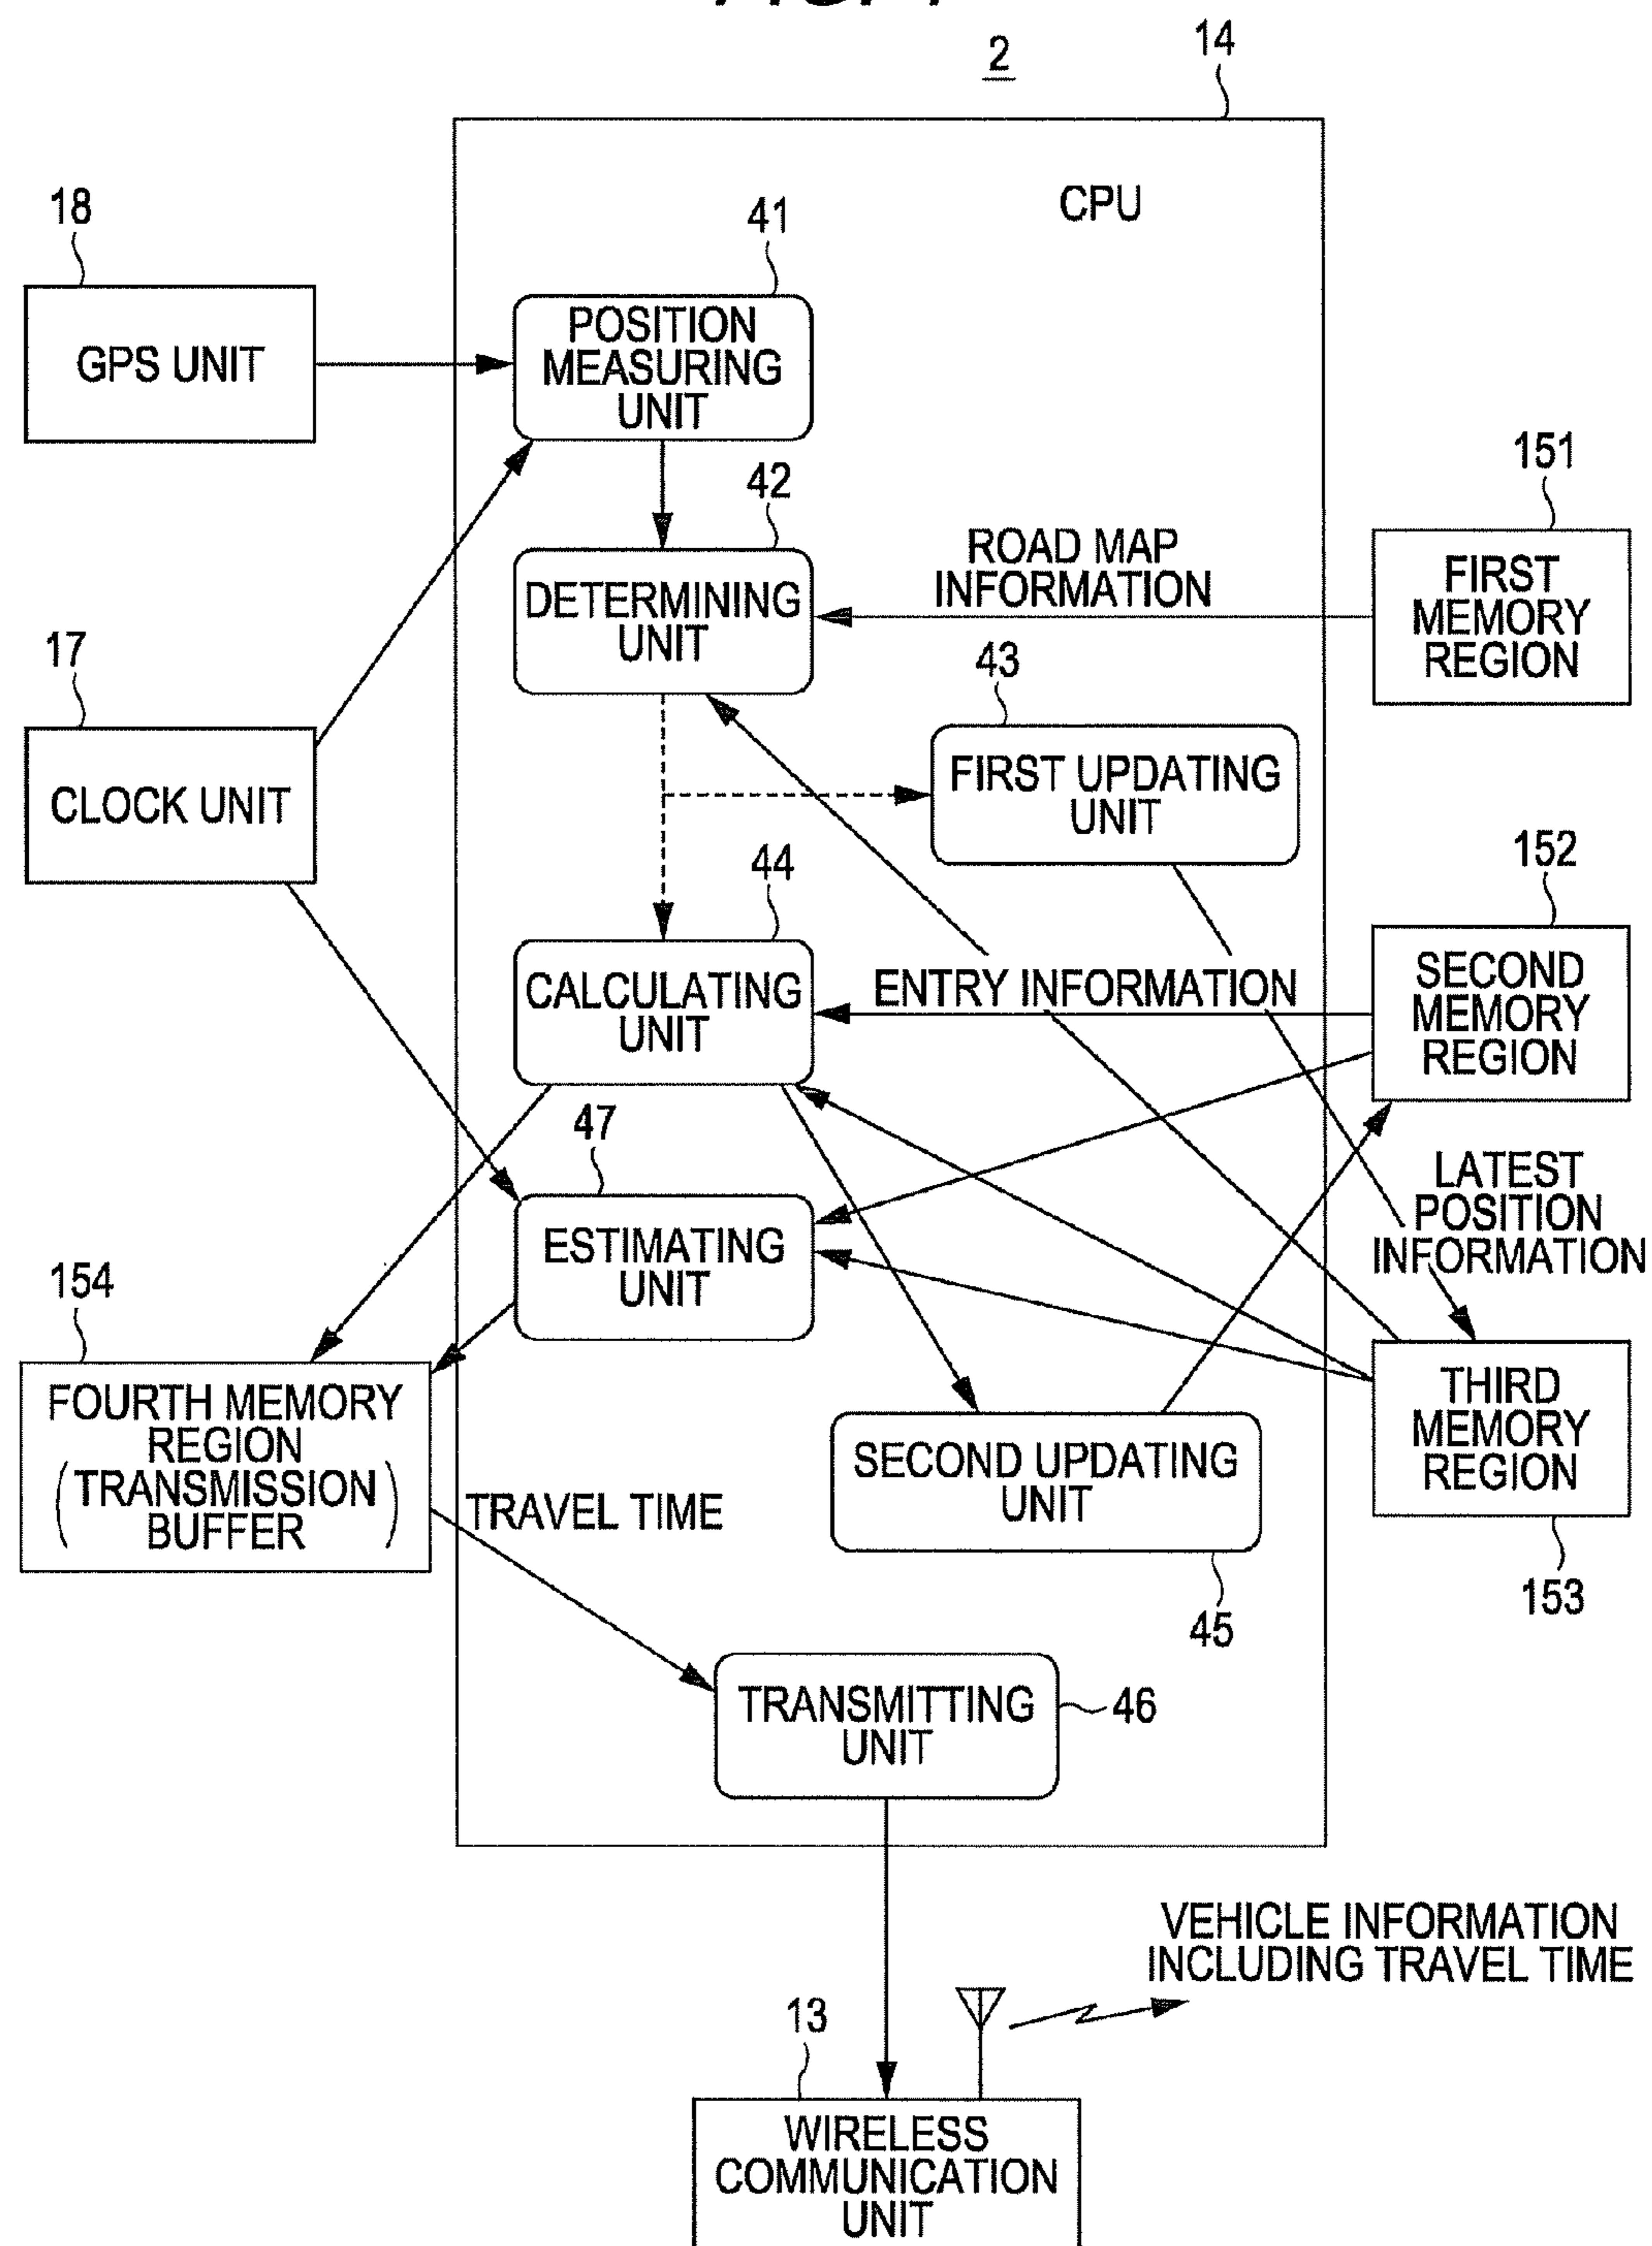 2
14
CPU
18
GPS UNIT
41
POSITION
MEASURING
UNIT
42
DETERMINING
UNIT
ROAD MAP
INFORMATION
151
FIRST
MEMORY
REGION
17
CLOCK UNIT
43
FIRST UPDATING
UNIT
44
CALCULATING
UNIT
ENTRY INFORMATION
152
SECOND
MEMORY
REGION
47
ESTIMATING
UNIT
LATEST
POSITION
INFORMATION
154
FOURTH MEMORY
REGION
(TRANSMISSION
BUFFER)
THIRD
MEMORY
REGION
153
SECOND UPDATING
UNIT
45
TRAVEL TIME
TRANSMITTING
UNIT
46
VEHICLE INFORMATION
INCLUDING TRAVEL TIME
13
WIRELESS
COMMUNICATION
UNIT